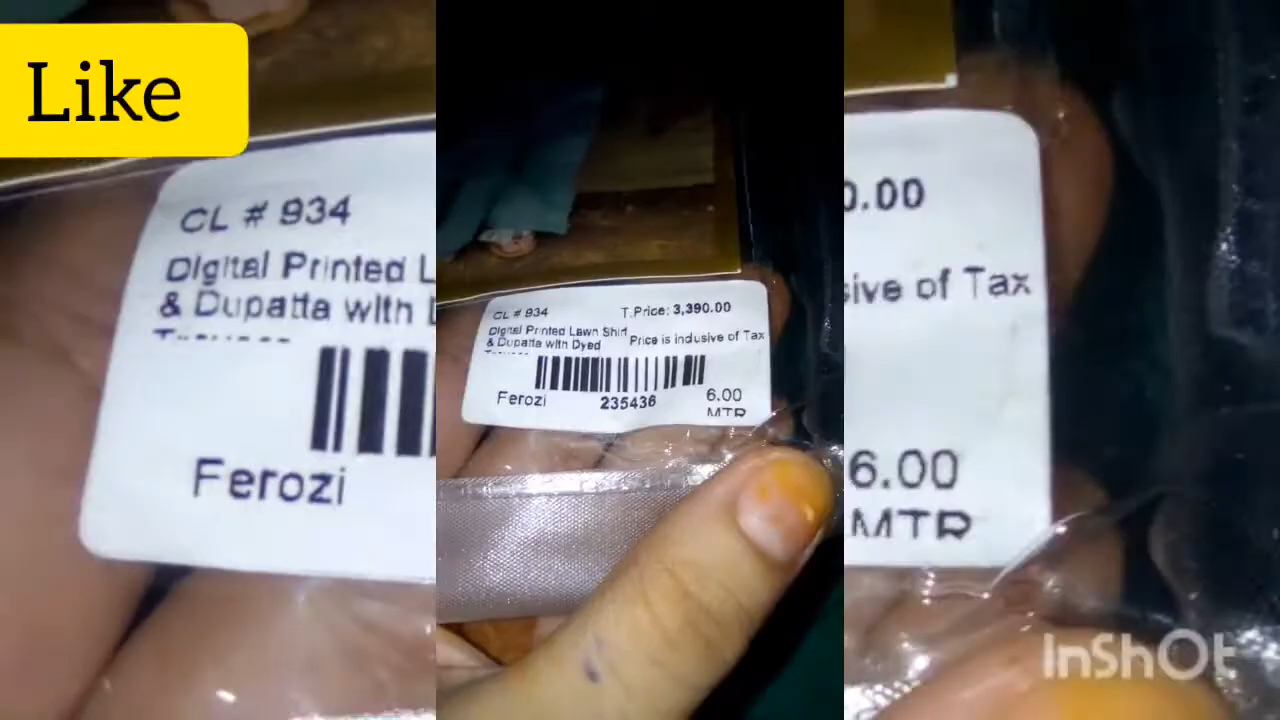 Like
CL # 934
Digital Printed L
& Dupatta with
Ferozi
CL # 934 T.Price: 3,390.00
Digital Printed Lawn Shirt
& Dupatta with Dyed Price is inclusive of Tax
Ferozi 235436 6.00
MTR
0.00
sive of Tax
6.00
MTR
InShOt